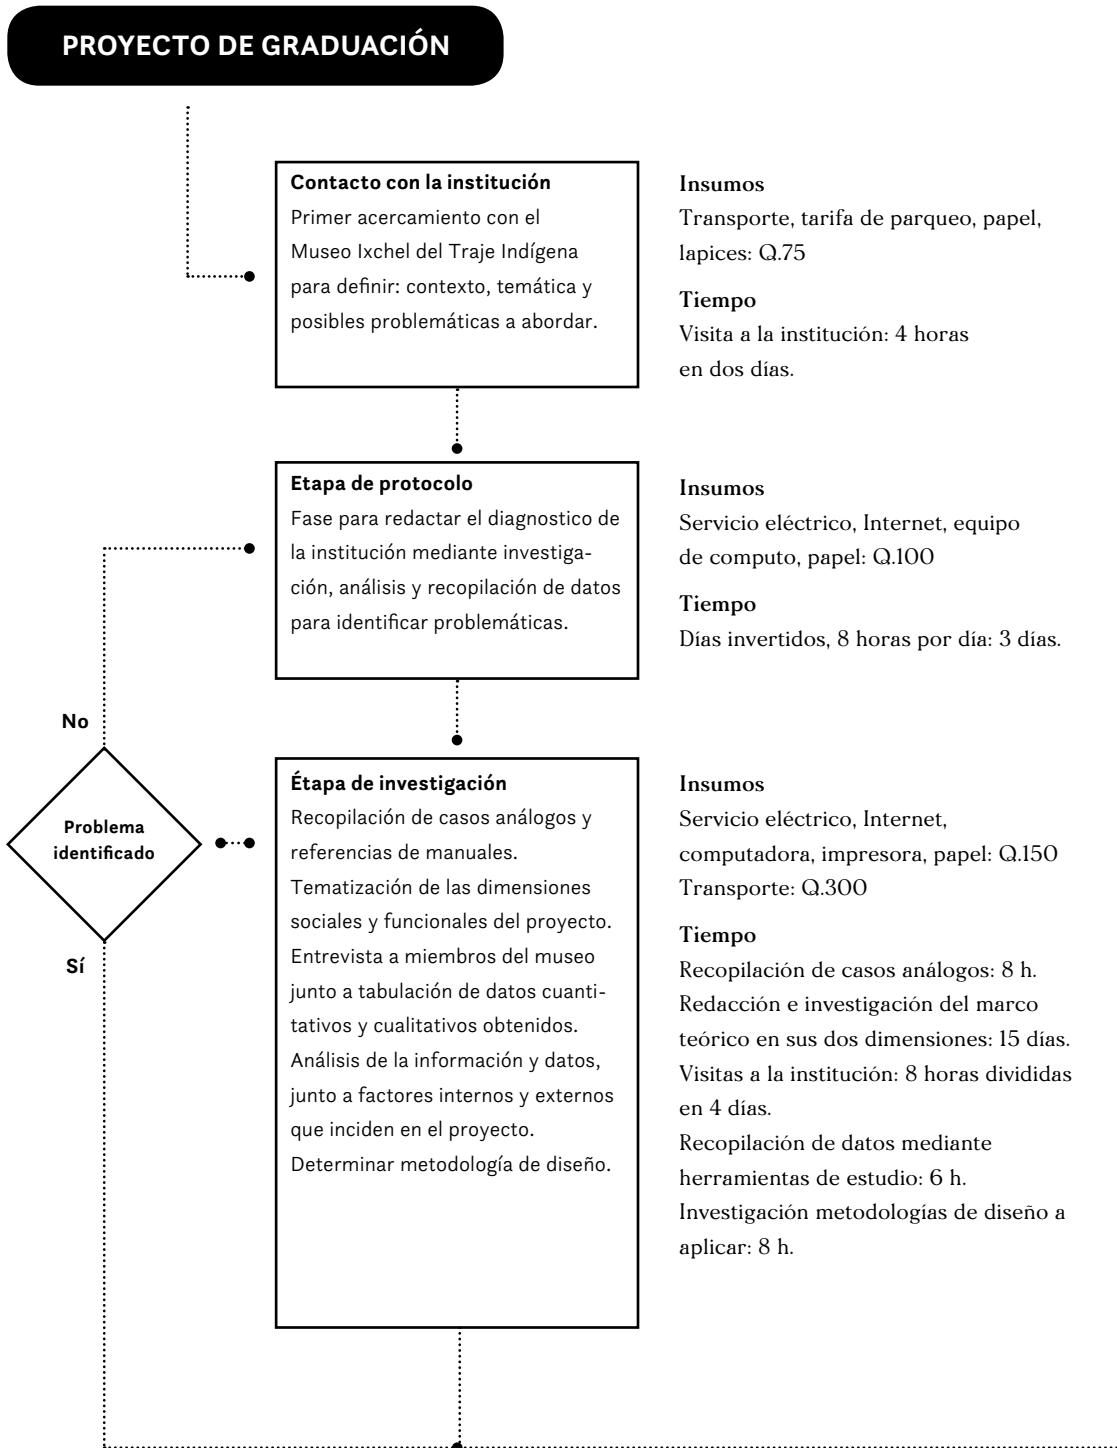 PROYECTO DE GRADUACIÓN
Contacto con la institución
Primer acercamiento con el
Museo Ixchel del Traje Indígena
para definir: contexto, temática y
posibles problemáticas a abordar.
Insumos
Transporte, tarifa de parqueo, papel,
lapices: Q.75
Tiempo
Visita a la institución: 4 horas
en dos días.
Etapa de protocolo
Fase para redactar el diagnostico de
la institución mediante investiga-
ción, análisis y recopilación de datos
para identificar problemáticas.
Insumos
Servicio eléctrico, Internet, equipo
de computo, papel: Q.100
Tiempo
Días invertidos, 8 horas por día: 3 días.
No
Problema
identificado
Sí
Étapa de investigación
Recopilación de casos análogos y
referencias de manuales.
Tematización de las dimensiones
sociales y funcionales del proyecto.
Entrevista a miembros del museo
junto a tabulación de datos cuanti-
tativos y cualitativos obtenidos.
Análisis de la información y datos,
junto a factores internos y externos
que inciden en el proyecto.
Determinar metodología de diseño.
Insumos
Servicio eléctrico, Internet,
computadora, impresora, papel: Q.150
Transporte: Q.300
Tiempo
Recopilación de casos análogos: 8 h.
Redacción e investigación del marco
teórico en sus dos dimensiones: 15 días.
Visitas a la institución: 8 horas divididas
en 4 días.
Recopilación de datos mediante
herramientas de estudio: 6 h.
Investigación metodologías de diseño a
aplicar: 8 h.